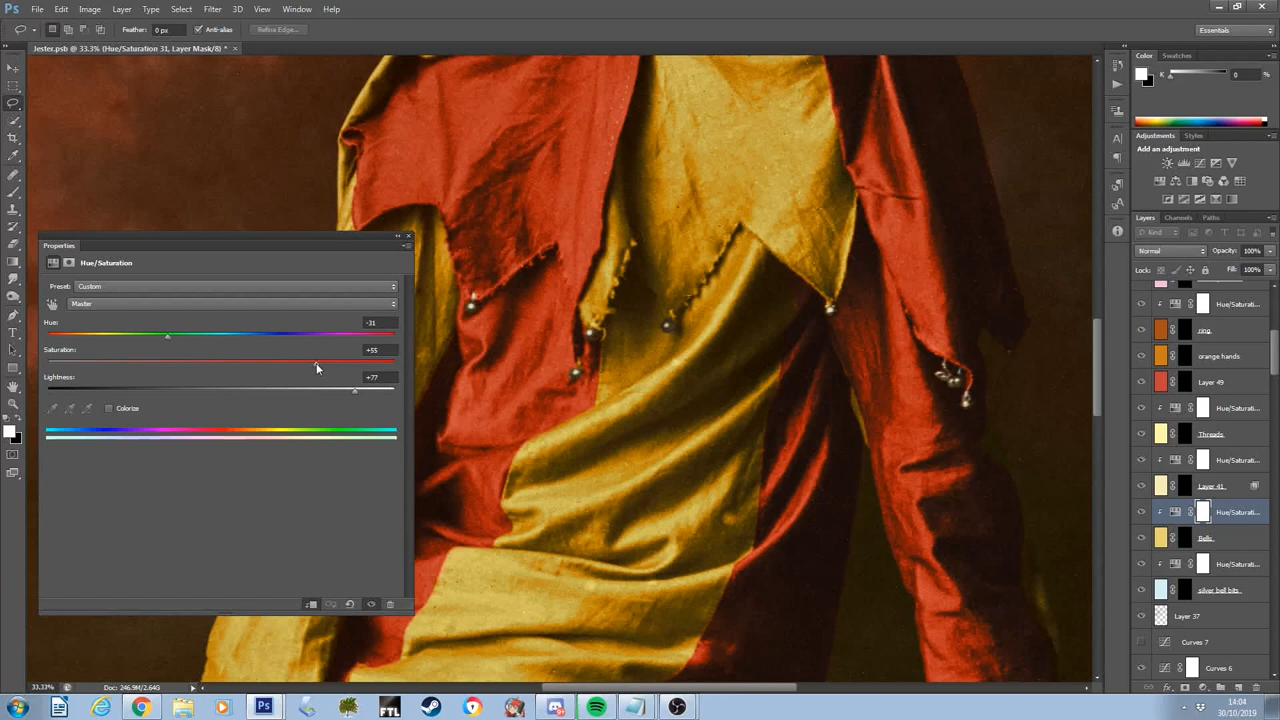 Ps File Edit Image Layer Type Select Filter 3D View Window Help
Feather: 0 px Anti-alias Refine Edge... Essentials
Jester.psb @ 33.3% (Hue/Saturation 31, Layer Mask/8) * ×
Color Swatches
K 0 %
Adjustments Styles
Add an adjustment
Layers Channels Paths
Kind
Normal Opacity: 100%
Lock: Fill: 100%
Hue/Saturati...
ring
orange hands
Layer 49
Hue/Saturati...
Threads
Hue/Saturati...
Layer 41
Hue/Saturati...
Bells
Hue/Saturati...
silver bell bits
Layer 37
Curves 7
Curves 6
Properties
Hue/Saturation
Preset: Custom
Master
Hue: -31
Saturation: +55
Lightness: +77
Colorize
33.33% Doc: 246.9M/2.64G
Ps FTL
14:04
30/10/2019